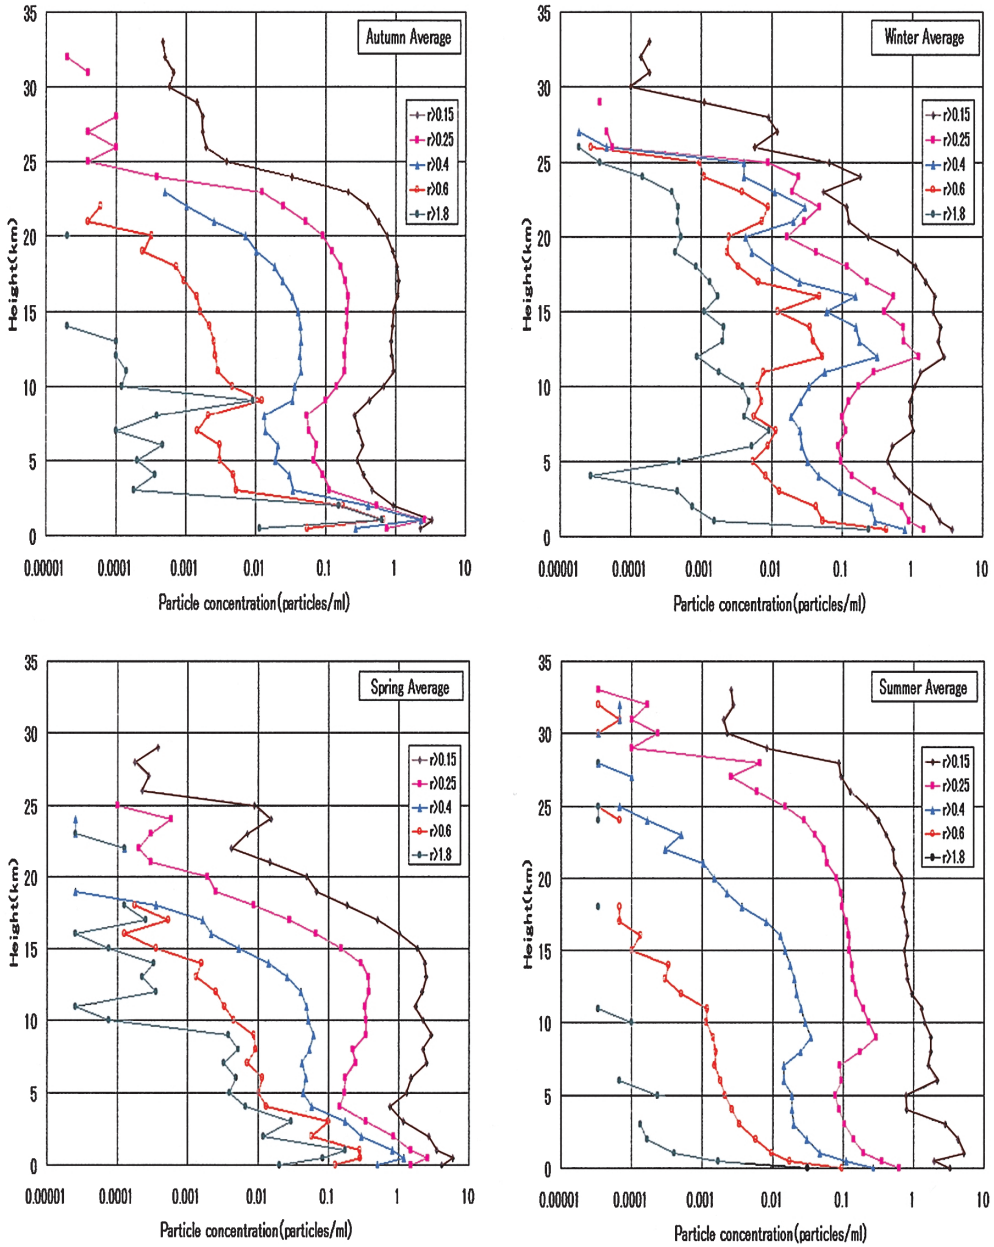 Autumn Average
35
30
25
20
15
10
5
0
Height(km)
r>0.15
r>0.25
r>0.4
r>0.6
r>1.8
0.00001 0.0001 0.001 0.01 0.1 1 10
Particle concentration(particles/ml)
Winter Average
35
30
25
20
15
10
5
0
Height(km)
r>0.15
r>0.25
r>0.4
r>0.6
r>1.8
0.00001 0.0001 0.001 0.01 0.1 1 10
Particle concentration(particles/ml)
Spring Average
35
30
25
20
15
10
5
0
Height(km)
r>0.15
r>0.25
r>0.4
r>0.6
r>1.8
0.00001 0.0001 0.001 0.01 0.1 1 10
Particle concentration(particles/ml)
Summer Average
35
30
25
20
15
10
5
0
Height(km)
r>0.15
r>0.25
r>0.4
r>0.6
r>1.8
0.00001 0.0001 0.001 0.01 0.1 1 10
Particle concentration(particles/ml)